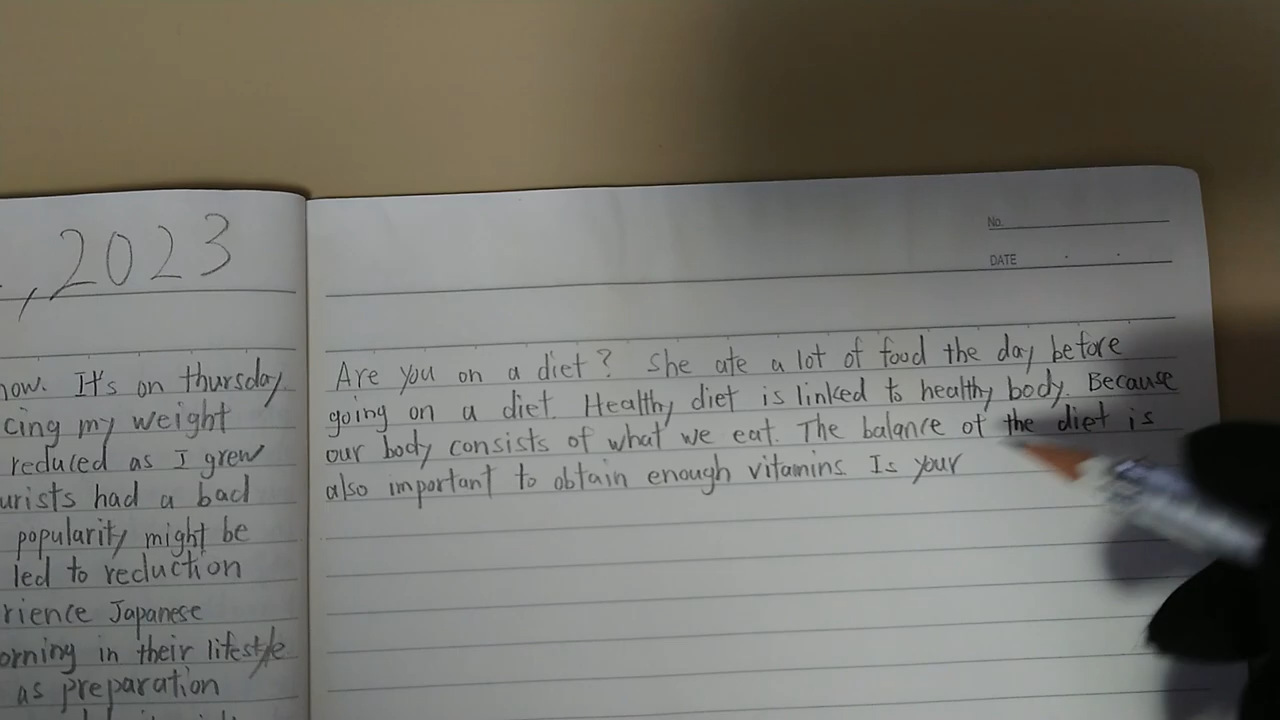 , 2023
now. It's on thursday
cing my weight
reduced as I grew
urists had a bad
popularity might be
led to reduction
rience Japanese
orning in their lifestyle
as preparation
No.
DATE
Are you on a diet? She ate a lot of food the day before
going on a diet. Healthy diet is linked to healthy body. Because
our body consists of what we eat. The balance of the diet is
also important to obtain enough vitamins. Is your